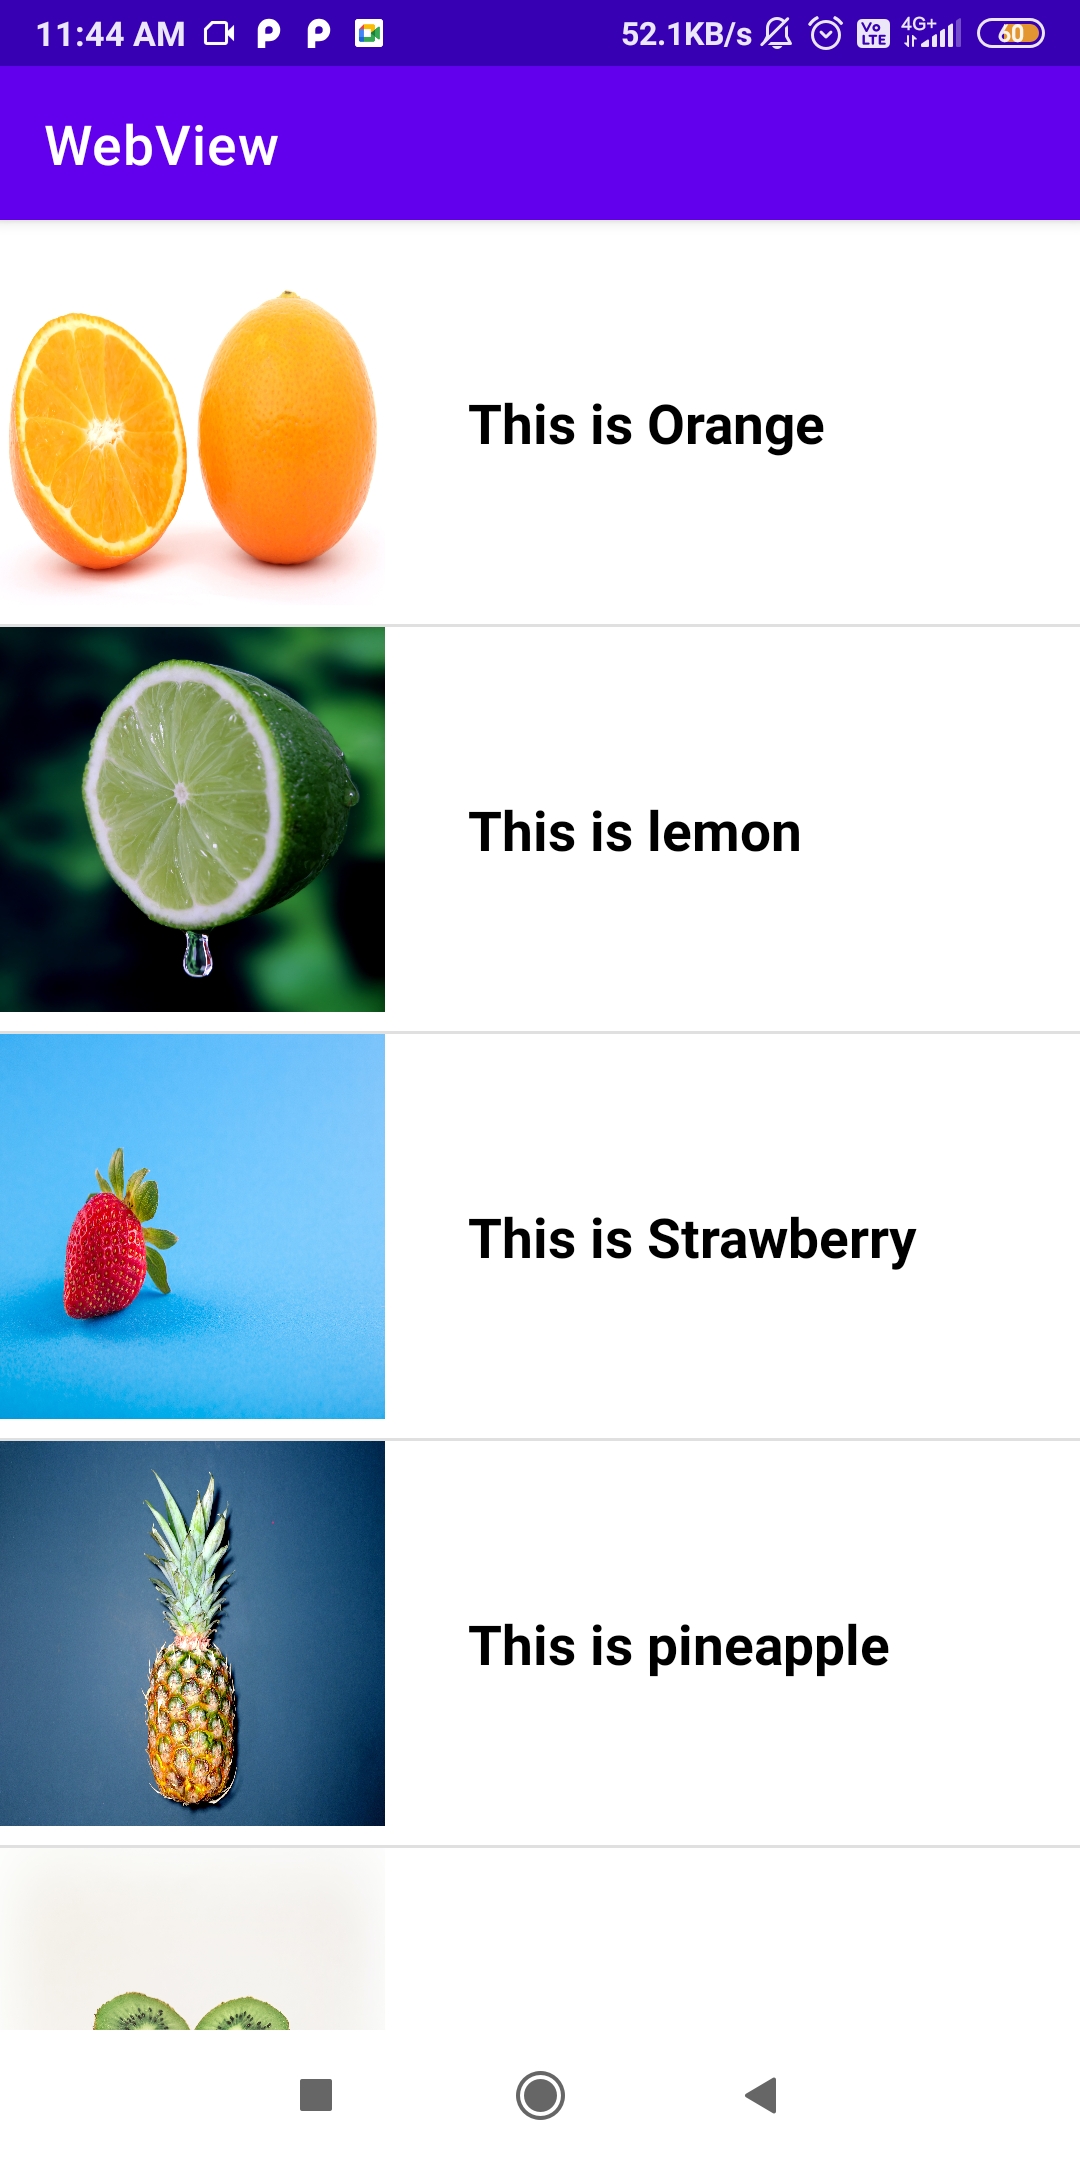 11:44 AM 52.1KB/s Vo LTE 4G+ 60
WebView
This is Orange
This is lemon
This is Strawberry
This is pineapple